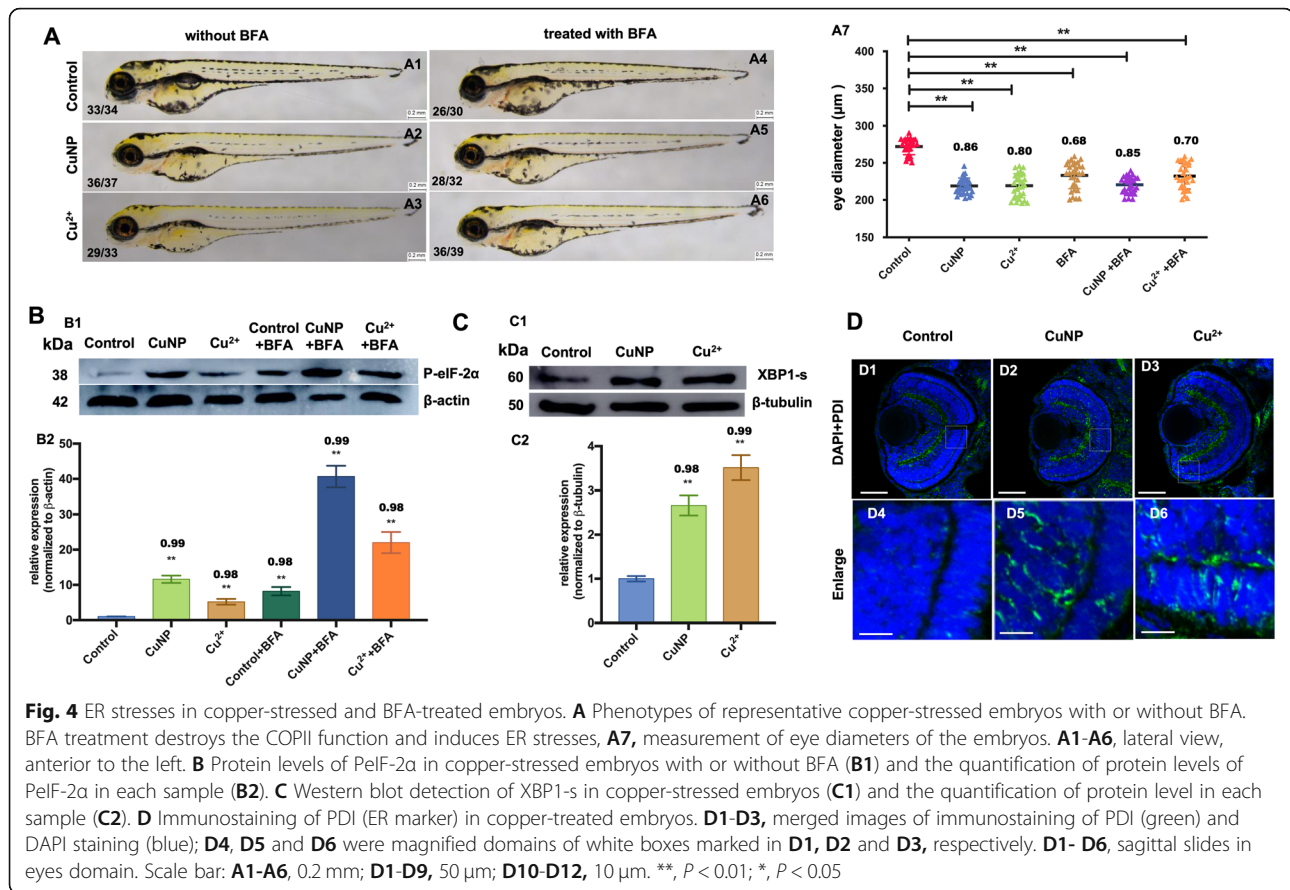 A
without BFA
treated with BFA
Control
CuNP
Cu²⁺
A1
33/34
0.2 mm
A4
26/30
0.2 mm
A2
36/37
0.2 mm
A5
28/32
0.2 mm
A3
29/33
0.2 mm
A6
36/39
0.2 mm
A7
eye diameter (µm)
300
250
200
150
**
**
**
**
**
0.86
0.80
0.68
0.85
0.70
Control
CuNP
Cu²⁺
BFA
CuNP +BFA
Cu²⁺ +BFA
B
B1
kDa
Control CuNP Cu²⁺ Control +BFA CuNP +BFA Cu²⁺ +BFA
38
P-eIF-2α
42
β-actin
B2
relative expression
(normalized to β-actin)
50
40
30
20
10
0
0.99
**
0.98
**
0.98
**
0.99
**
0.98
**
Control
CuNP
Cu²⁺
Control+BFA
CuNP+BFA
Cu²⁺+BFA
C
C1
kDa
Control CuNP Cu²⁺
60
XBP1-s
50
β-tubulin
C2
relative expression
(normalized to β-tubulin)
4
3
2
1
0
0.98
**
0.99
**
Control
CuNP
Cu²⁺
D
Control CuNP Cu²⁺
DAPI+PDI
D1
D2
D3
Enlarge
D4
D5
D6
Fig. 4 ER stresses in copper-stressed and BFA-treated embryos. A Phenotypes of representative copper-stressed embryos with or without BFA.
BFA treatment destroys the COPII function and induces ER stresses, A7, measurement of eye diameters of the embryos. A1-A6, lateral view,
anterior to the left. B Protein levels of PeIF-2α in copper-stressed embryos with or without BFA (B1) and the quantification of protein levels of
PeIF-2α in each sample (B2). C Western blot detection of XBP1-s in copper-stressed embryos (C1) and the quantification of protein level in each
sample (C2). D Immunostaining of PDI (ER marker) in copper-treated embryos. D1-D3, merged images of immunostaining of PDI (green) and
DAPI staining (blue); D4, D5 and D6 were magnified domains of white boxes marked in D1, D2 and D3, respectively. D1- D6, sagittal slides in
eyes domain. Scale bar: A1-A6, 0.2 mm; D1-D9, 50 µm; D10-D12, 10 µm. **, P < 0.01; *, P < 0.05